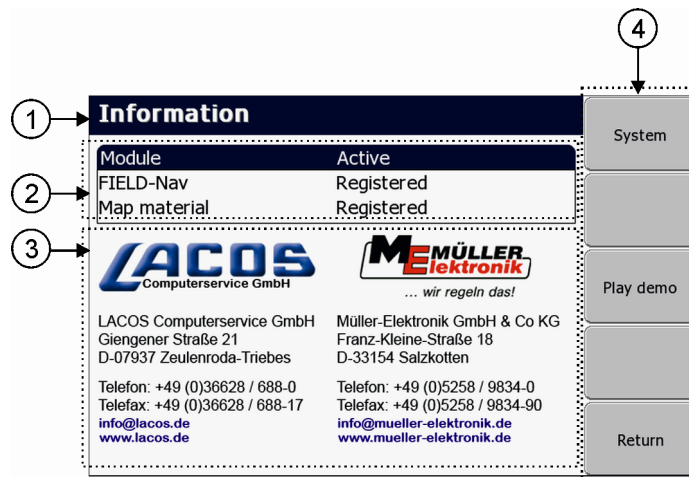 4
1
Information
System
2
Module Active
FIELD-Nav Registered
Map material Registered
3
LACOS
Computerservice GmbH
ME MÜLLER
Elektronik
... wir regeln das!
Play demo
LACOS Computerservice GmbH
Giengener Straße 21
D-07937 Zeulenroda-Triebes
Telefon: +49 (0)36628 / 688-0
Telefax: +49 (0)36628 / 688-17
info@lacos.de
www.lacos.de
Müller-Elektronik GmbH & Co KG
Franz-Kleine-Straße 18
D-33154 Salzkotten
Telefon: +49 (0)5258 / 9834-0
Telefax: +49 (0)5258 / 9834-90
info@mueller-elektronik.de
www.mueller-elektronik.de
Return